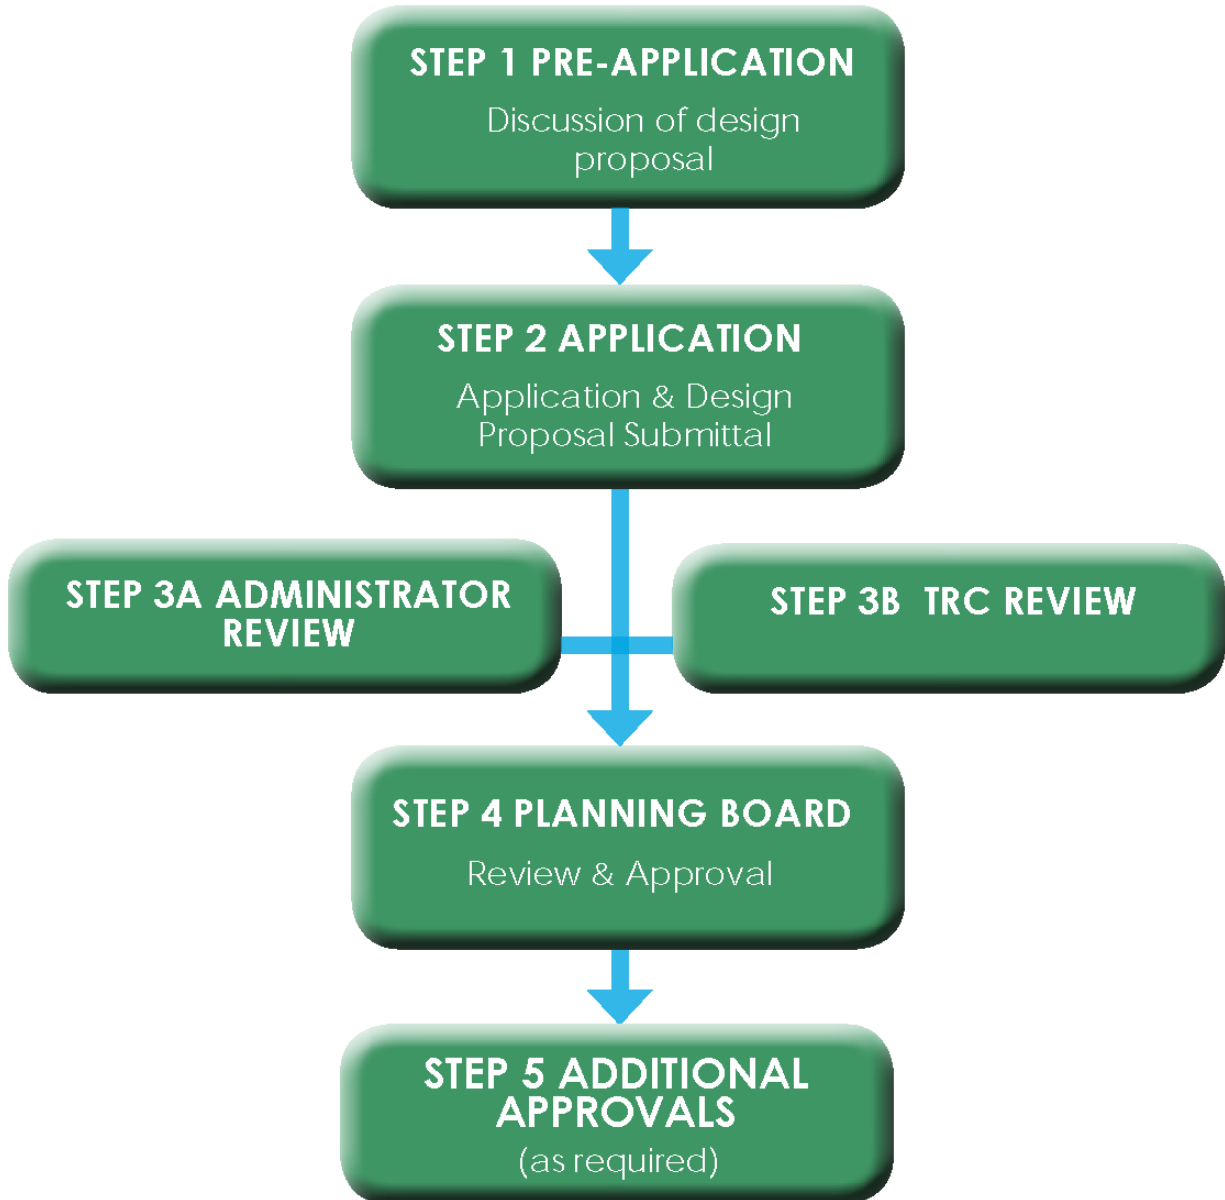 STEP 1 PRE-APPLICATION
Discussion of design
proposal
STEP 2 APPLICATION
Application & Design
Proposal Submittal
STEP 3A ADMINISTRATOR
REVIEW
STEP 3B  TRC REVIEW
STEP 4 PLANNING BOARD
Review & Approval
STEP 5 ADDITIONAL
APPROVALS
(as required)